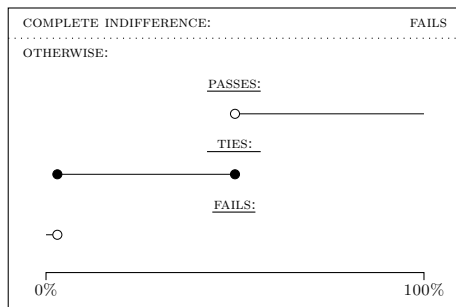 COMPLETE INDIFFERENCE: FAILS
OTHERWISE:
PASSES:
TIES:
FAILS:
0% 100%